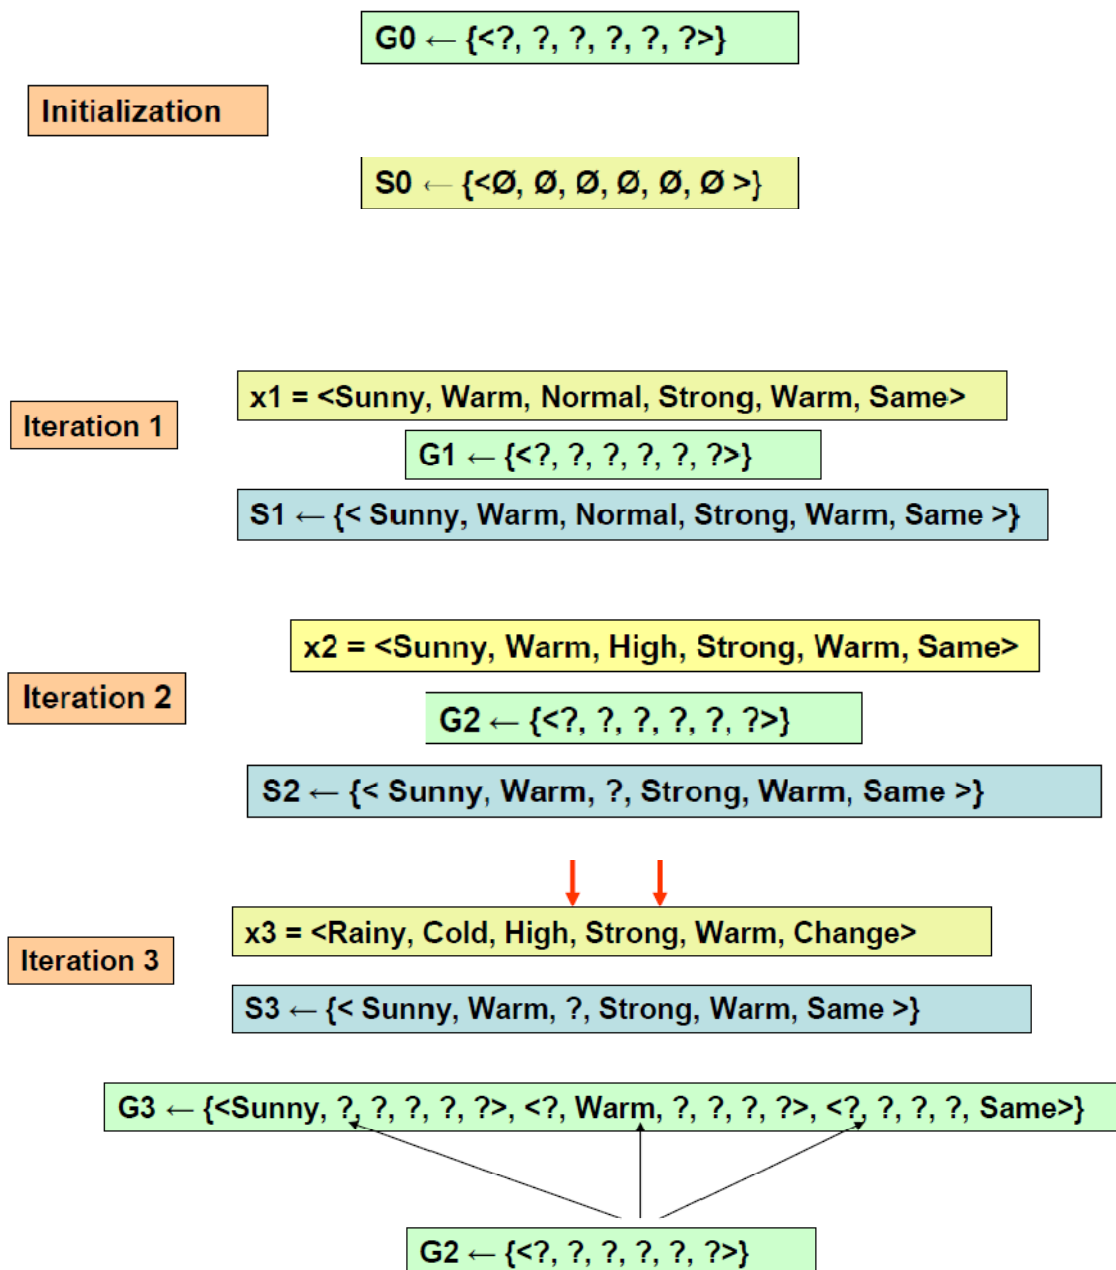 G0 ← {<?, ?, ?, ?, ?, ?>}
Initialization
S0 ← {<Ø, Ø, Ø, Ø, Ø, Ø >}
x1 = <Sunny, Warm, Normal, Strong, Warm, Same>
Iteration 1
G1 ← {<?, ?, ?, ?, ?, ?>}
S1 ← {< Sunny, Warm, Normal, Strong, Warm, Same >}
x2 = <Sunny, Warm, High, Strong, Warm, Same>
Iteration 2
G2 ← {<?, ?, ?, ?, ?, ?>}
S2 ← {< Sunny, Warm, ?, Strong, Warm, Same >}
x3 = <Rainy, Cold, High, Strong, Warm, Change>
Iteration 3
S3 ← {< Sunny, Warm, ?, Strong, Warm, Same >}
G3 ← {<Sunny, ?, ?, ?, ?, ?>, <?, Warm, ?, ?, ?, ?>, <?, ?, ?, ?, Same>}
G2 ← {<?, ?, ?, ?, ?, ?>}